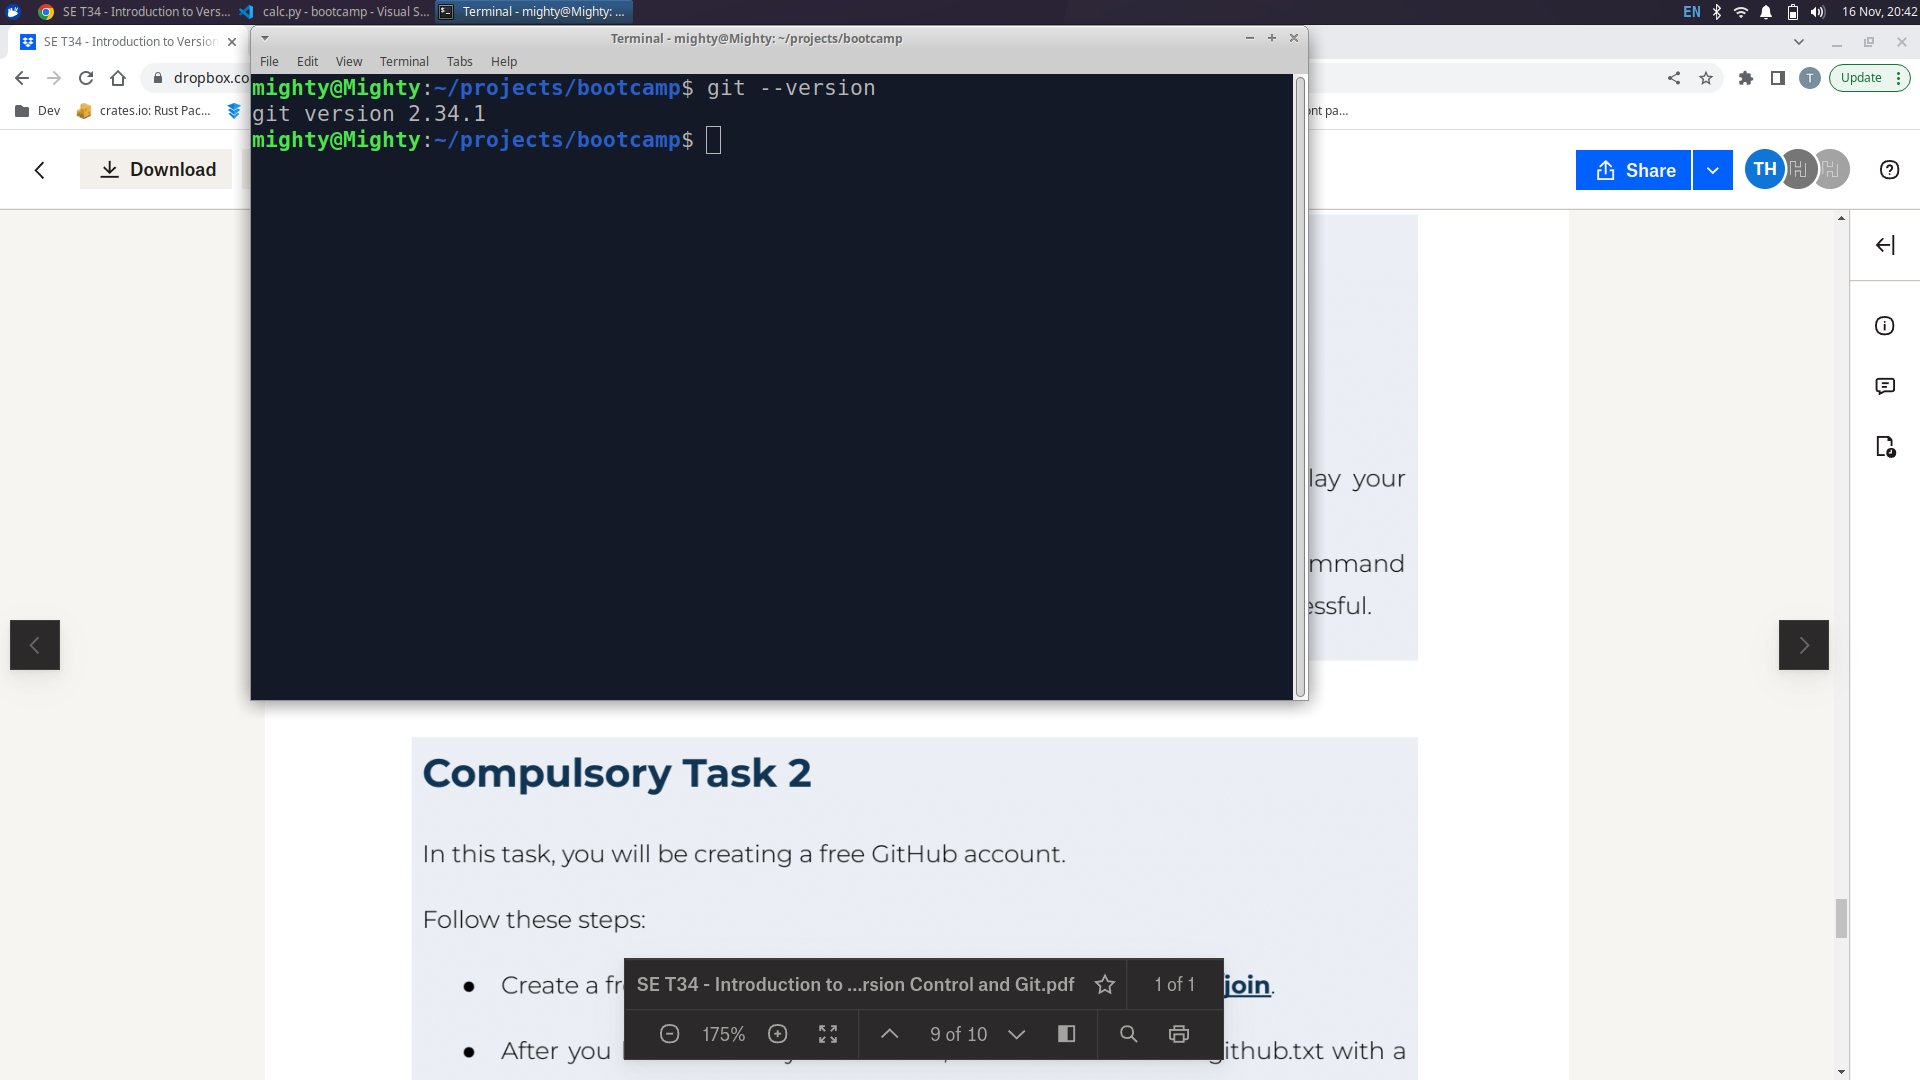 SE T34 - Introduction to Vers...
calc.py - bootcamp - Visual S...
Terminal - mighty@Mighty: ...
EN
16 Nov, 20:42
SE T34 - Introduction to Version
Terminal - mighty@Mighty: ~/projects/bootcamp
File Edit View Terminal Tabs Help
dropbox.co
T
Update
Dev
crates.io: Rust Pac...
ont pa...
mighty@Mighty:~/projects/bootcamp$ git --version
git version 2.34.1
mighty@Mighty:~/projects/bootcamp$
Download
Share
TH
lay your
mmand
essful.
Compulsory Task 2
In this task, you will be creating a free GitHub account.
Follow these steps:
● Create a fr
join.
SE T34 - Introduction to ...rsion Control and Git.pdf
1 of 1
175%
9 of 10
● After you
github.txt with a